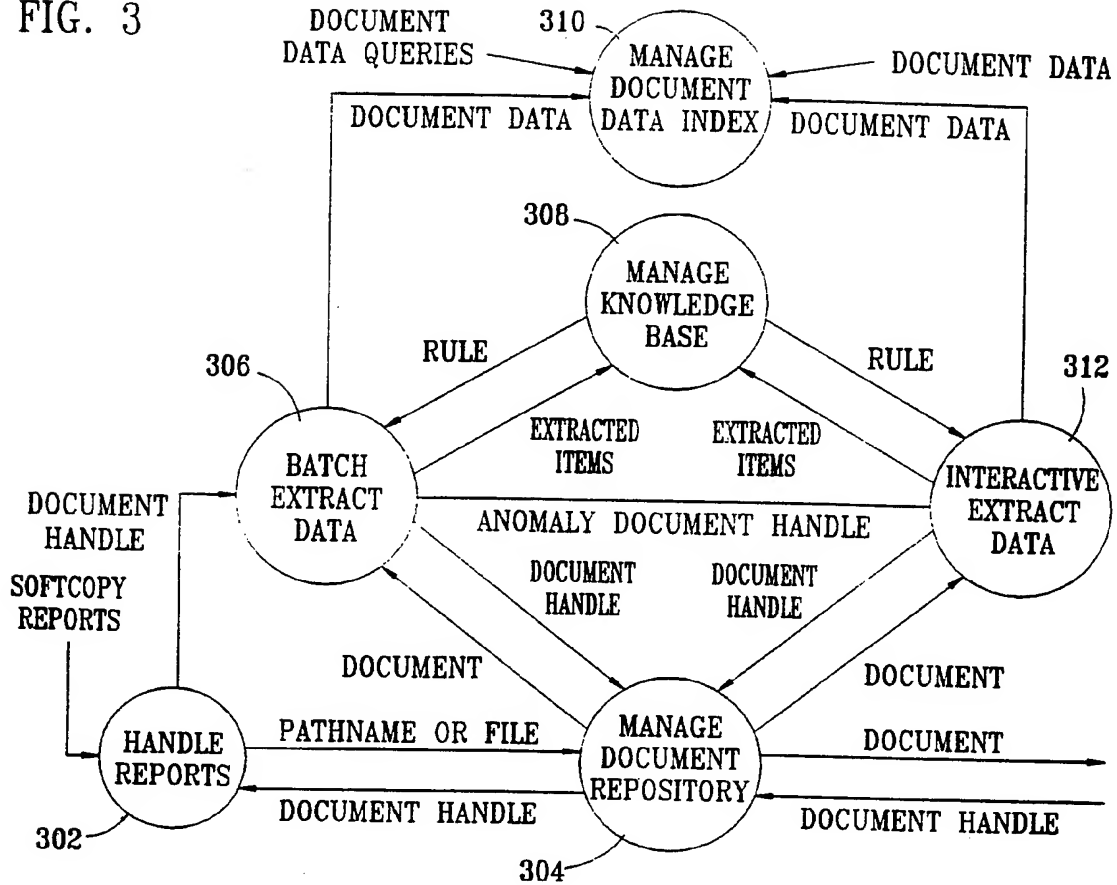 FIG. 3
310
DOCUMENT
DATA QUERIES
MANAGE
DOCUMENT
DATA INDEX
DOCUMENT DATA
DOCUMENT DATA
DOCUMENT DATA
308
MANAGE
KNOWLEDGE
BASE
RULE
RULE
306
312
EXTRACTED
ITEMS
EXTRACTED
ITEMS
BATCH
EXTRACT
DATA
INTERACTIVE
EXTRACT
DATA
DOCUMENT
HANDLE
ANOMALY DOCUMENT HANDLE
SOFTCOPY
REPORTS
DOCUMENT
HANDLE
DOCUMENT
HANDLE
DOCUMENT
DOCUMENT
HANDLE
REPORTS
PATHNAME OR FILE
MANAGE
DOCUMENT
REPOSITORY
DOCUMENT
DOCUMENT HANDLE
DOCUMENT HANDLE
302
304